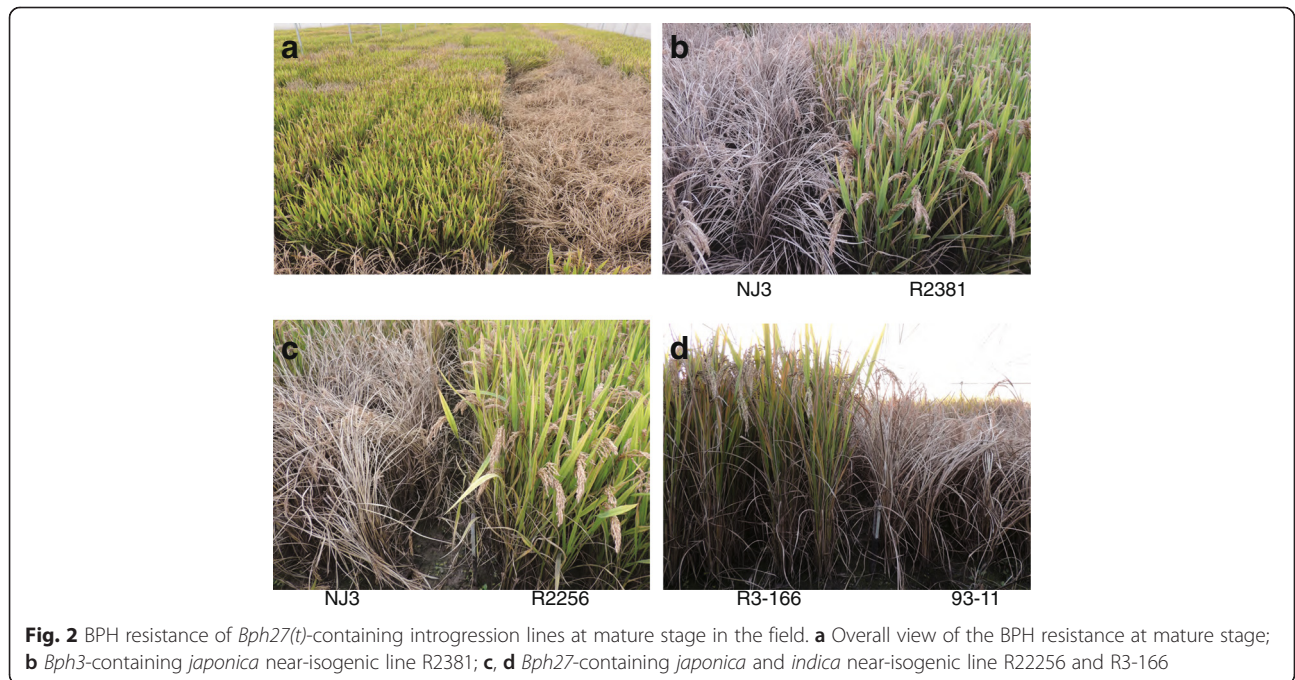 a
b
NJ3 R2381
c
d
NJ3 R2256
R3-166 93-11
Fig. 2 BPH resistance of Bph27(t)-containing introgression lines at mature stage in the field. a Overall view of the BPH resistance at mature stage;
b Bph3-containing japonica near-isogenic line R2381; c, d Bph27-containing japonica and indica near-isogenic line R22256 and R3-166